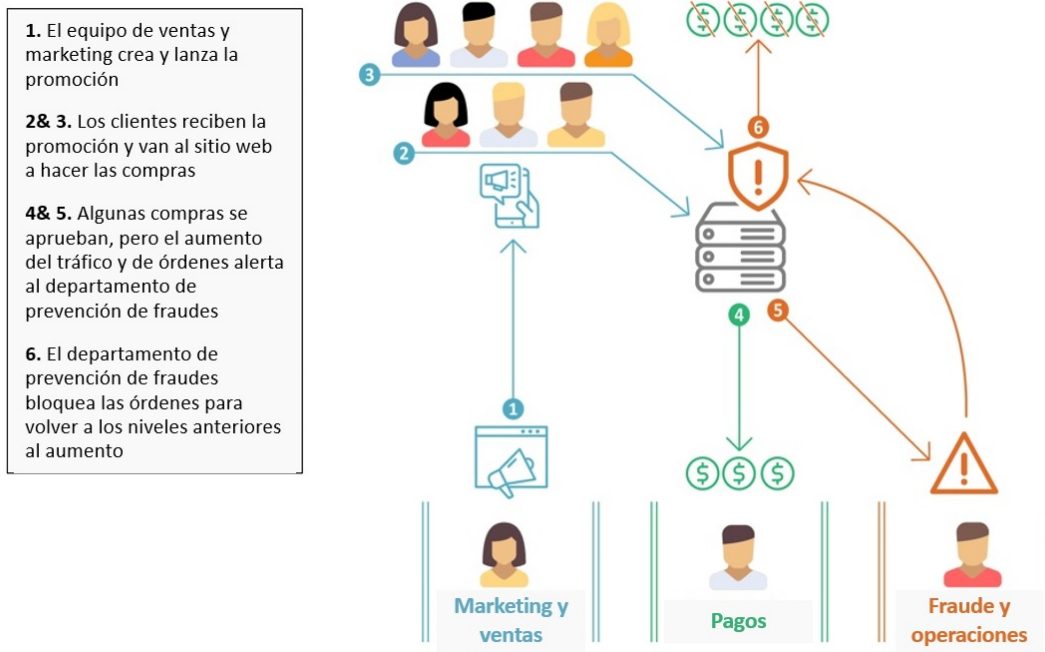 1. El equipo de ventas y
marketing crea y lanza la
promoción
2& 3. Los clientes reciben la
promoción y van al sitio web
a hacer las compras
4& 5. Algunas compras se
aprueban, pero el aumento
del tráfico y de órdenes alerta
al departamento de
prevención de fraudes
6. El departamento de
prevención de fraudes
bloquea las órdenes para
volver a los niveles anteriores
al aumento
$ $ $ $
3
6
2
4
5
1
$ $ $
Marketing y
ventas
Pagos
Fraude y
operaciones